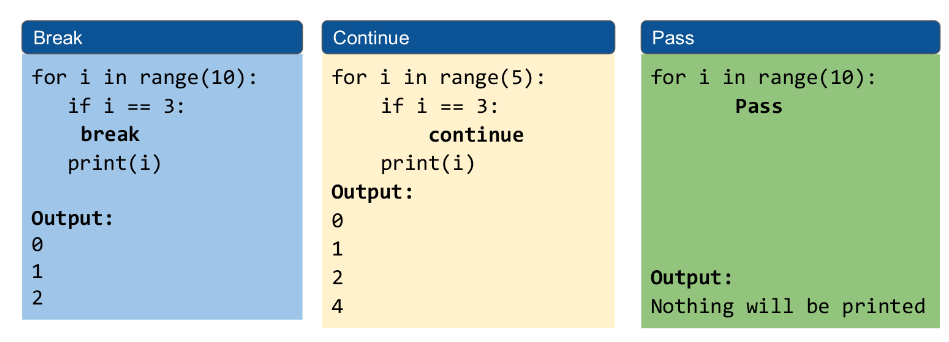 Break
for i in range(10):
   if i == 3:
    break
   print(i)
Output:
0
1
2
Continue
for i in range(5):
    if i == 3:
        continue
    print(i)
Output:
0
1
2
4
Pass
for i in range(10):
       Pass
Output:
Nothing will be printed